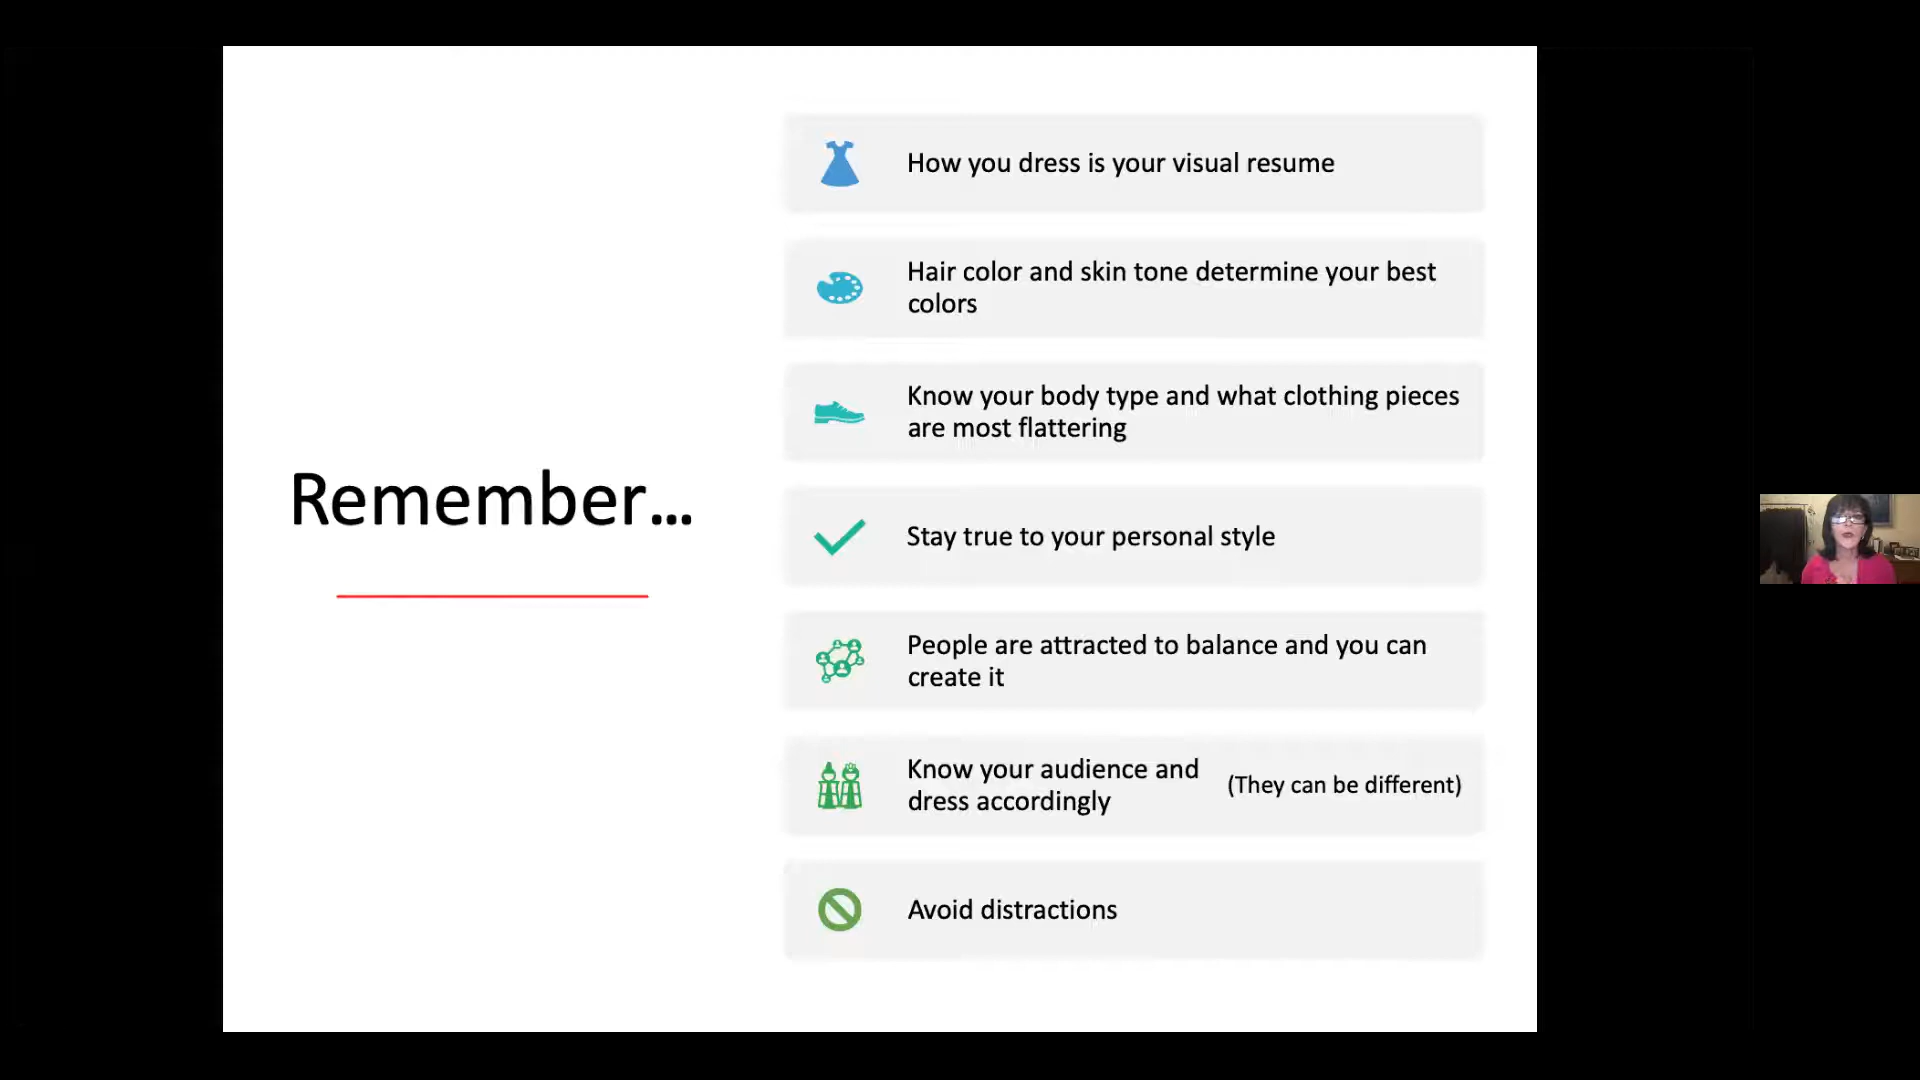 Remember...
How you dress is your visual resume
Hair color and skin tone determine your best
colors
Know your body type and what clothing pieces
are most flattering
Stay true to your personal style
People are attracted to balance and you can
create it
Know your audience and
dress accordingly
(They can be different)
Avoid distractions